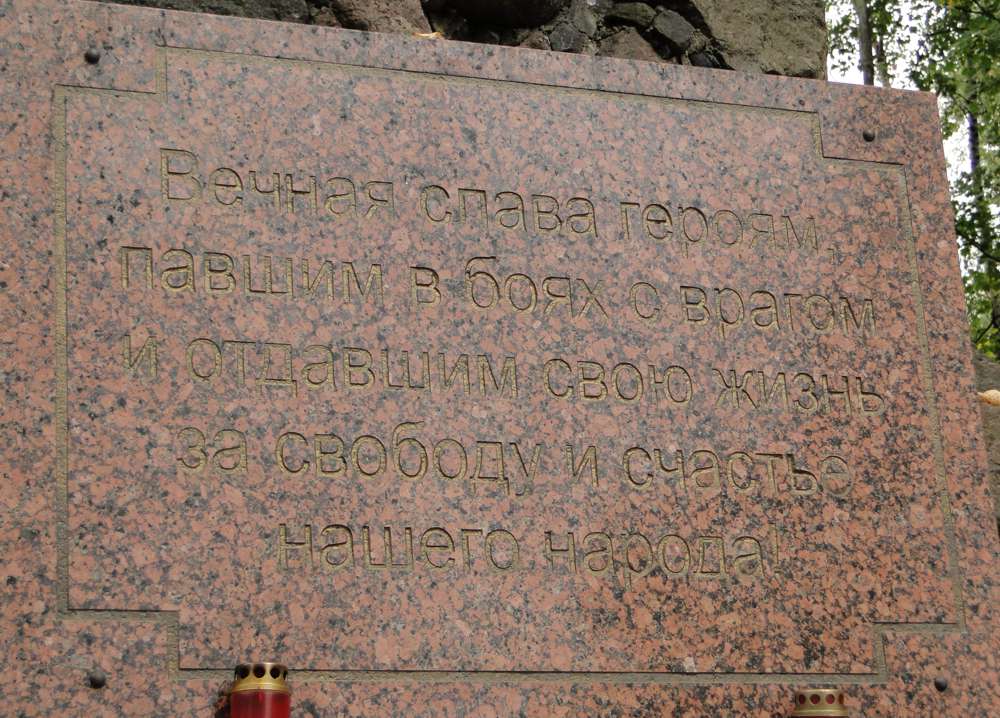 Вечная слава героям,
павшим в боях с врагом
и отдавшим свою жизнь
за свободу и счастье
нашего народа!